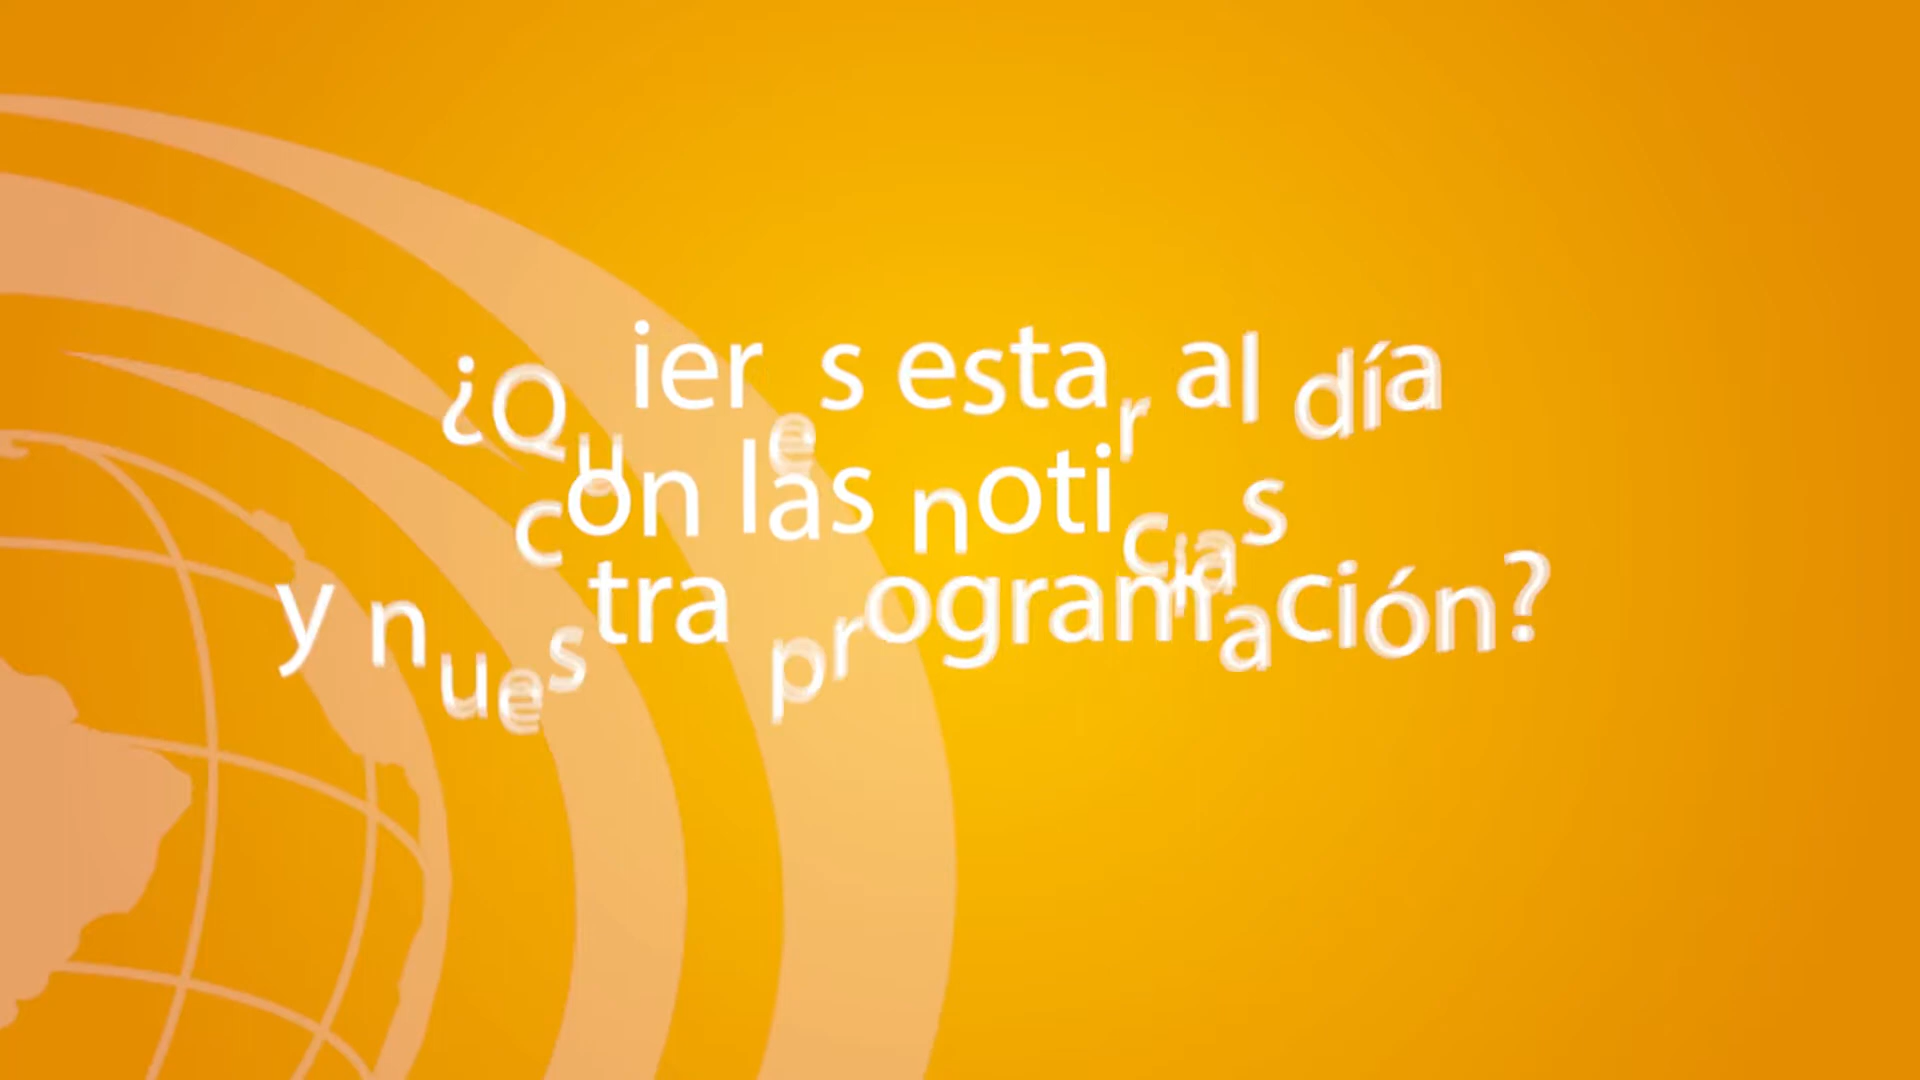 ¿Quieres estar al día
con las noticias
y nuestra programación?